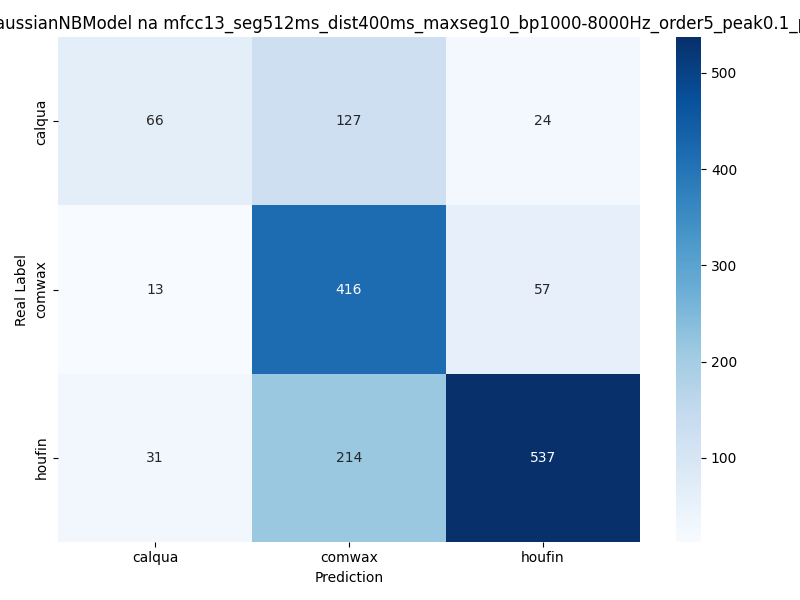 aussianNBModel na mfcc13_seg512ms_dist400ms_maxseg10_bp1000-8000Hz_order5_peak0.1_p
500
calqua
66
127
24
400
Real Label
comwax
13
416
57
300
200
houfin
31
214
537
100
calqua
comwax
houfin
Prediction